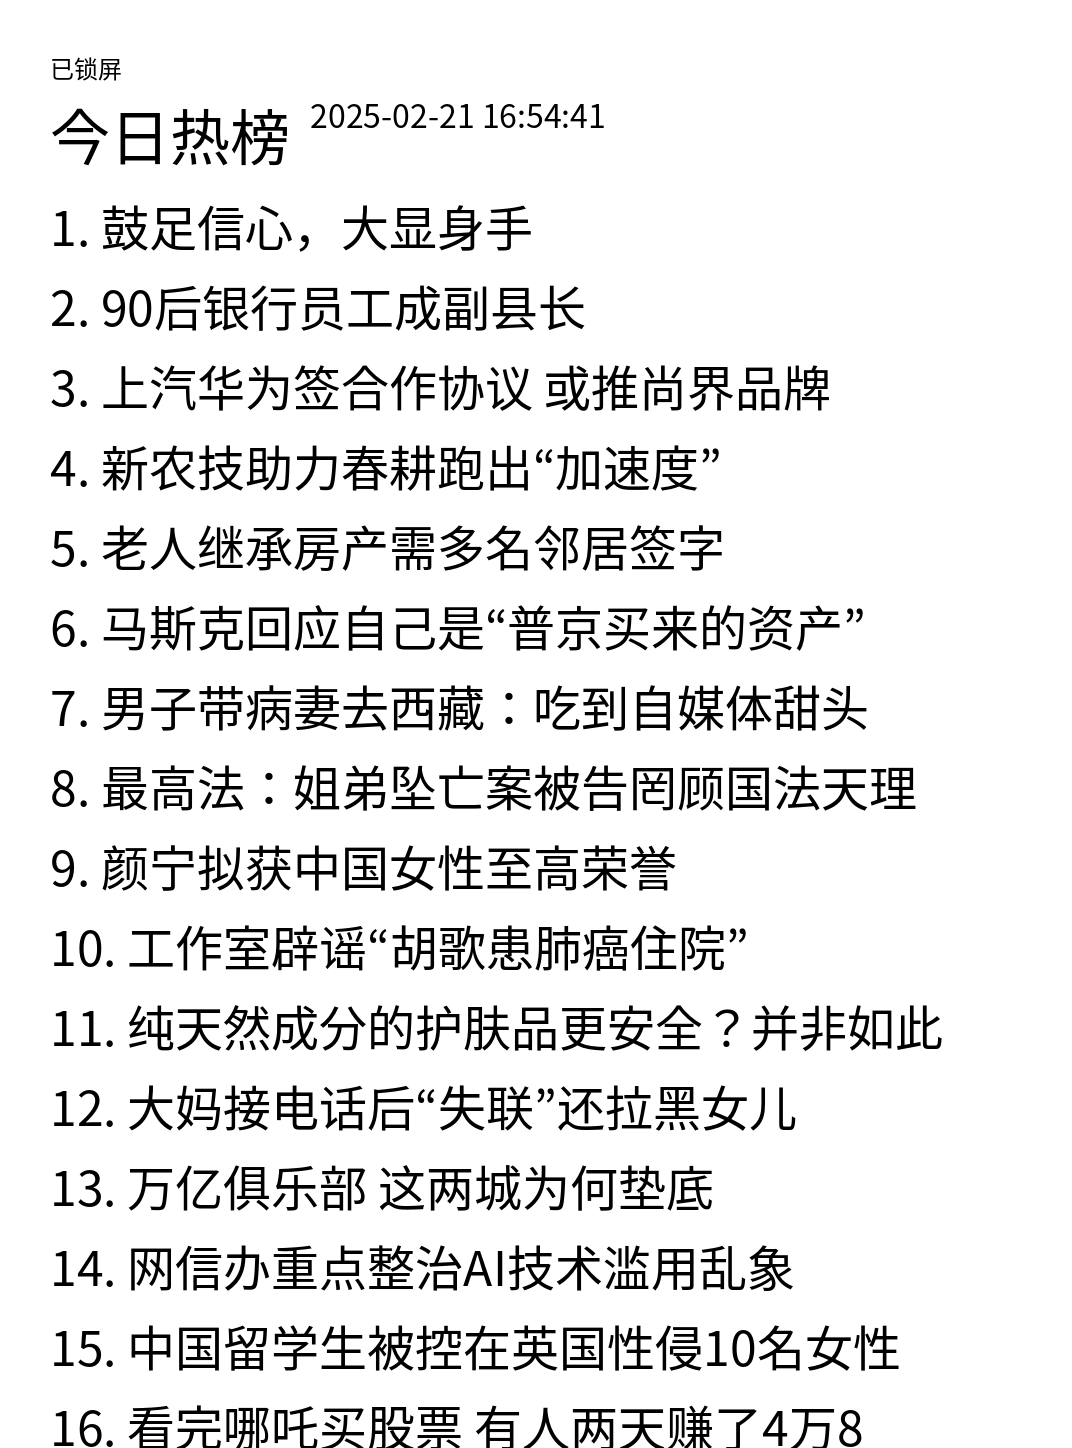 已锁屏
今日热榜 2025-02-21 16:54:41
1. 鼓足信心，大显身手
2. 90后银行员工成副县长
3. 上汽华为签合作协议 或推尚界品牌
4. 新农技助力春耕跑出“加速度”
5. 老人继承房产需多名邻居签字
6. 马斯克回应自己是“普京买来的资产”
7. 男子带病妻去西藏：吃到自媒体甜头
8. 最高法：姐弟坠亡案被告罔顾国法天理
9. 颜宁拟获中国女性至高荣誉
10. 工作室辟谣“胡歌患肺癌住院”
11. 纯天然成分的护肤品更安全？并非如此
12. 大妈接电话后“失联”还拉黑女儿
13. 万亿俱乐部 这两城为何垫底
14. 网信办重点整治AI技术滥用乱象
15. 中国留学生被控在英国性侵10名女性
16. 看完哪吒买股票 有人两天赚了4万8